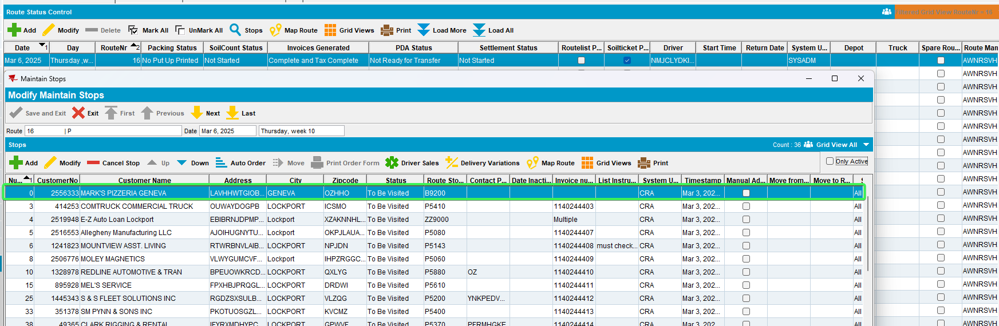 Route Status Control Filtered Grid View RouteNr = 16
Add Modify Delete Mark All UnMark All Stops Map Route Grid Views Print Load More Load All
Date 1 Day RouteNr 2 Packing Status SoilCount Status Invoices Generated PDA Status Settlement Status Routelist P... Soilticket P... Driver Start Time Return Date System U... Depot Truck Spare Rou... Route Man
Mar 6, 2025 Thursday ,w... 16 No Put Up Printed Not Started Complete and Tax Complete Not Ready for Transfer Not Started NMJCLYDKI... SYSADM AWNRSVH
AWNRSVH
Maintain Stops
AWNRSVH
Modify Maintain Stops
AWNRSVH
Save and Exit Exit First Previous Next Last
AWNRSVH
AWNRSVH
Route 16 | P Date Mar 6, 2025 Thursday, week 10
AWNRSVH
Stops Count : 36 Grid View All
AWNRSVH
Add Modify Cancel Stop Up Down Auto Order Move Print Order Form Driver Sales Delivery Variations Map Route Grid Views Print Only Active
AWNRSVH
Nu... 1 CustomerNo Customer Name Address City Zipcode Status Route Sto... Contact P... Date Inacti... Invoice nu... List Instru... System U... Timestamp Manual Ad... Move from... Move to R...
AWNRSVH
0 2556333 MARK'S PIZZERIA GENEVA LAVHHWTGIOB... GENEVA OZHHO To Be Visited B9200 CRA Mar 3, 202... All
AWNRSVH
3 414253 COMTRUCK COMMERCIAL TRUCK OUWAYDOGPB LOCKPORT ICSMO To Be Visited P5410 1140244403 CRA Mar 3, 202... All
AWNRSVH
4 2519948 E-Z Auto Loan Lockport EBIBRNJDPMP... Lockport XZAKNNHL... To Be Visited ZZ9000 Multiple CRA Mar 3, 202... All
AWNRSVH
5 2516553 Allegheny Manufacturing LLC AJOIHUGNYTU... Lockport OKPJLAUA... To Be Visited P5080 1140244407 CRA Mar 3, 202... All
AWNRSVH
6 1241823 MOUNTVIEW ASST. LIVING RTWRBNVLAIB... LOCKPORT NPJDN To Be Visited P5143 1140244408 must check... CRA Mar 3, 202... All
AWNRSVH
8 2506776 MOLEY MAGNETICS VLWYGUMCVF... Lockport IHPZRGGC... To Be Visited P5060 1140244409 CRA Mar 3, 202... All
AWNRSVH
10 1328978 REDLINE AUTOMOTIVE & TRAN BPEUOWKRCD... LOCKPORT QXLYG To Be Visited P5880 OZ 1140244410 CRA Mar 3, 202... All
AWNRSVH
15 895928 MEL'S SERVICE FPXHBJPRQGL... LOCKPORT DRDWI To Be Visited P5610 1140244411 CRA Mar 3, 202... All
AWNRSVH
25 1445343 S & S FLEET SOLUTIONS INC RGDZSXSULB... LOCKPORT VLZQG To Be Visited P5200 YNKPEDV... 1140244412 CRA Mar 3, 202... All
AWNRSVH
33 351378 SM PYNN & SONS INC PKOTUOSGZL... LOCKPORT KVCMZ To Be Visited P5400 1140244413 CRA Mar 3, 202... All
AWNRSVH
38 49365 CLARK RIGGING & RENTAL IFYRXMDHYPC... LOCKPORT GPWVF To Be Visited P5370 PFRMHGKF 1140244414 CRA Mar 3, 202... All